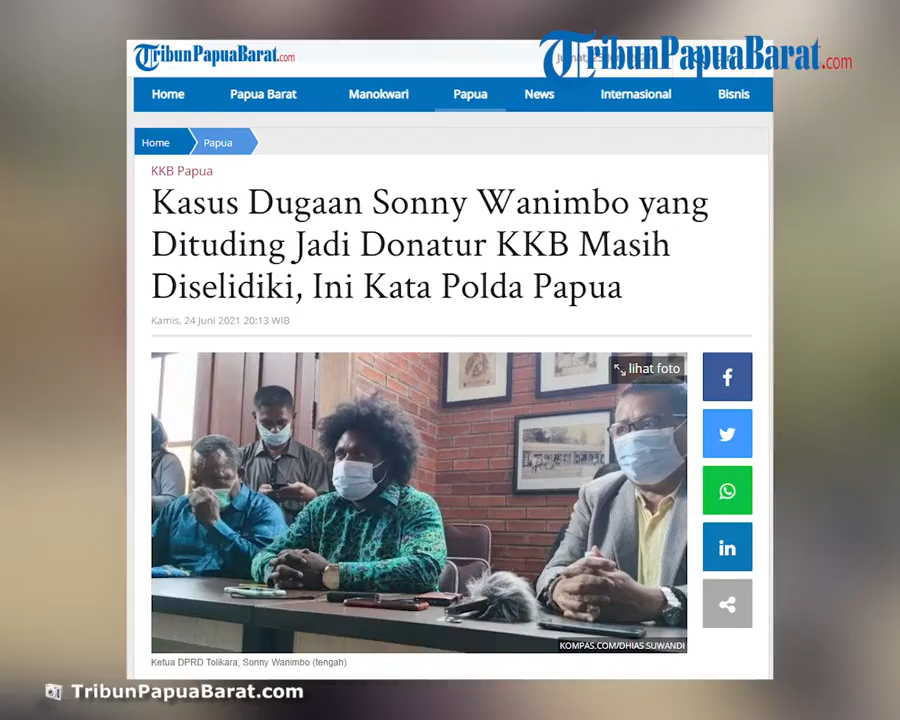 TribunPapuaBarat.com
TribunPapuaBarat.com
Home Papua Barat Manokwari Papua News Internasional Bisnis
Home Papua
KKB Papua
Kasus Dugaan Sonny Wanimbo yang
Dituding Jadi Donatur KKB Masih
Diselidiki, Ini Kata Polda Papua
Kamis, 24 Juni 2021 20:13 WIB
lihat foto
KOMPAS.COM/DHIAS SUWANDI
Ketua DPRD Tolikara, Sonny Wanimbo (tengah)
TribunPapuaBarat.com